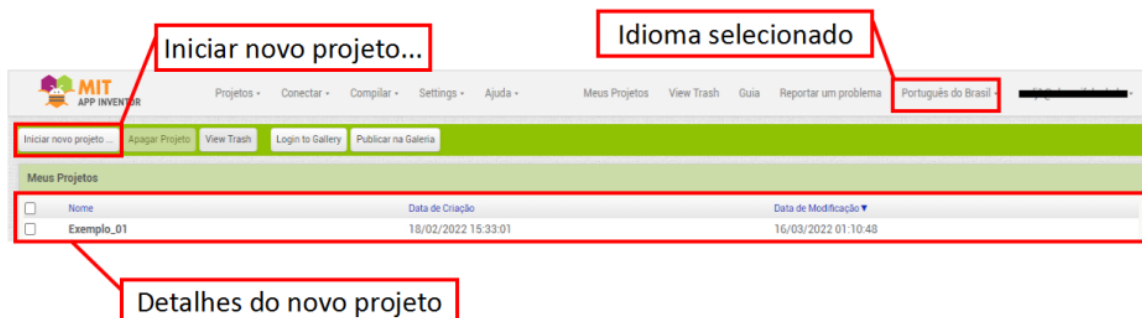 Iniciar novo projeto...
Idioma selecionado
MIT
APP INVENTOR
Projetos Conectar Compilar Settings Ajuda Meus Projetos View Trash Guia Reportar um problema Português do Brasil
Iniciar novo projeto ... Apagar Projeto View Trash Login to Gallery Publicar na Galeria
Meus Projetos
Nome Data de Criação Data de Modificação▼
Exemplo_01 18/02/2022 15:33:01 16/03/2022 01:10:48
Detalhes do novo projeto